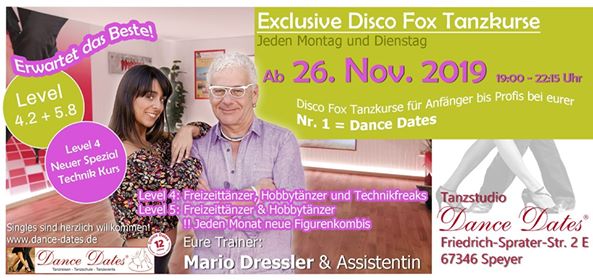 Erwartet das Beste!
Level
4.2 + 5.8
Level 4
Neuer Spezial
Technik Kurs
Singles sind herzlich willkommen!
www.dance-dates.de
Dance Dates®
Tanzreisen - Tanzschule - Tanzevents
12
Exclusive Disco Fox Tanzkurse
Jeden Montag und Dienstag
Ab 26. Nov. 2019 19:00 - 22:15 Uhr
Disco Fox Tanzkurse für Anfänger bis Profis bei eurer
Nr. 1 = Dance Dates
Level 4: Freizeittänzer, Hobbytänzer und Technikfreaks
Level 5: Freizeittänzer & Hobbytänzer
!! Jeden Monat neue Figurenkombis
Eure Trainer:
Mario Dressler & Assistentin
Tanzstudio
Dance Dates®
Friedrich-Sprater-Str. 2 E
67346 Speyer